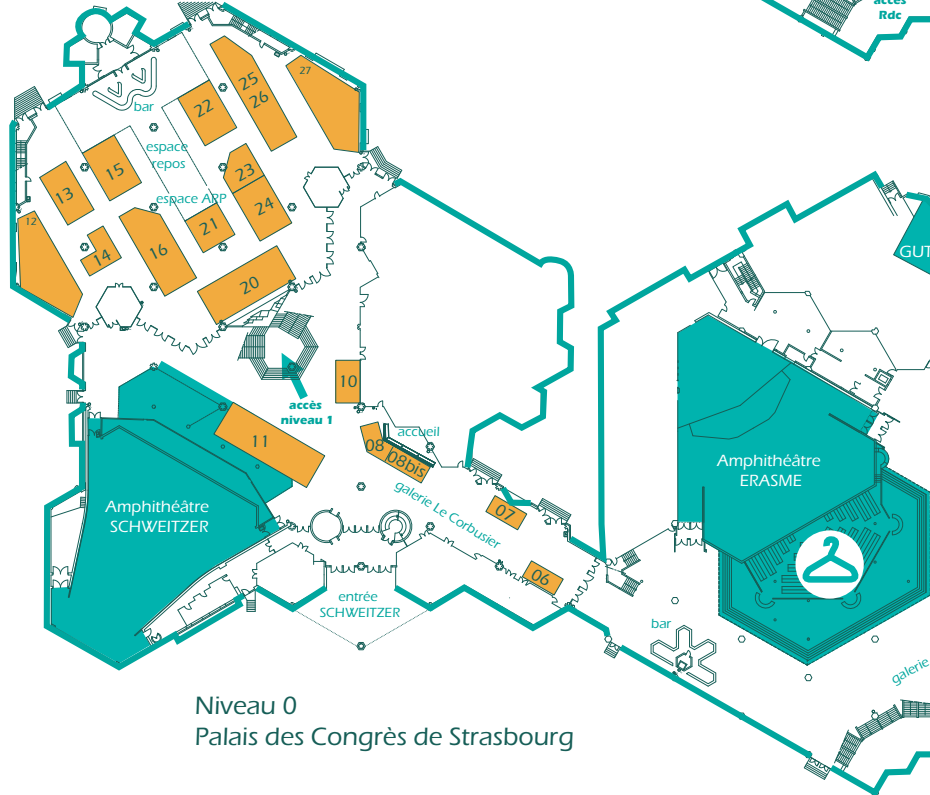 accès
Rdc
27
25
26
22
bar
espace
repos
23
15
13
espace APP
24
21
12
16
14
20
GUT
10
accès
niveau 1
11
accueil
08
08bis
galerie Le Corbusier
07
06
Amphithéâtre
SCHWEITZER
Amphithéâtre
ERASME
entrée
SCHWEITZER
bar
galerie
Niveau 0
Palais des Congrès de Strasbourg